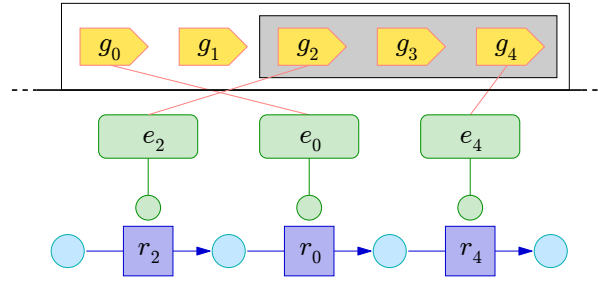 g₀ g₁ g₂ g₃ g₄
e₂ e₀ e₄
r₂ r₀ r₄